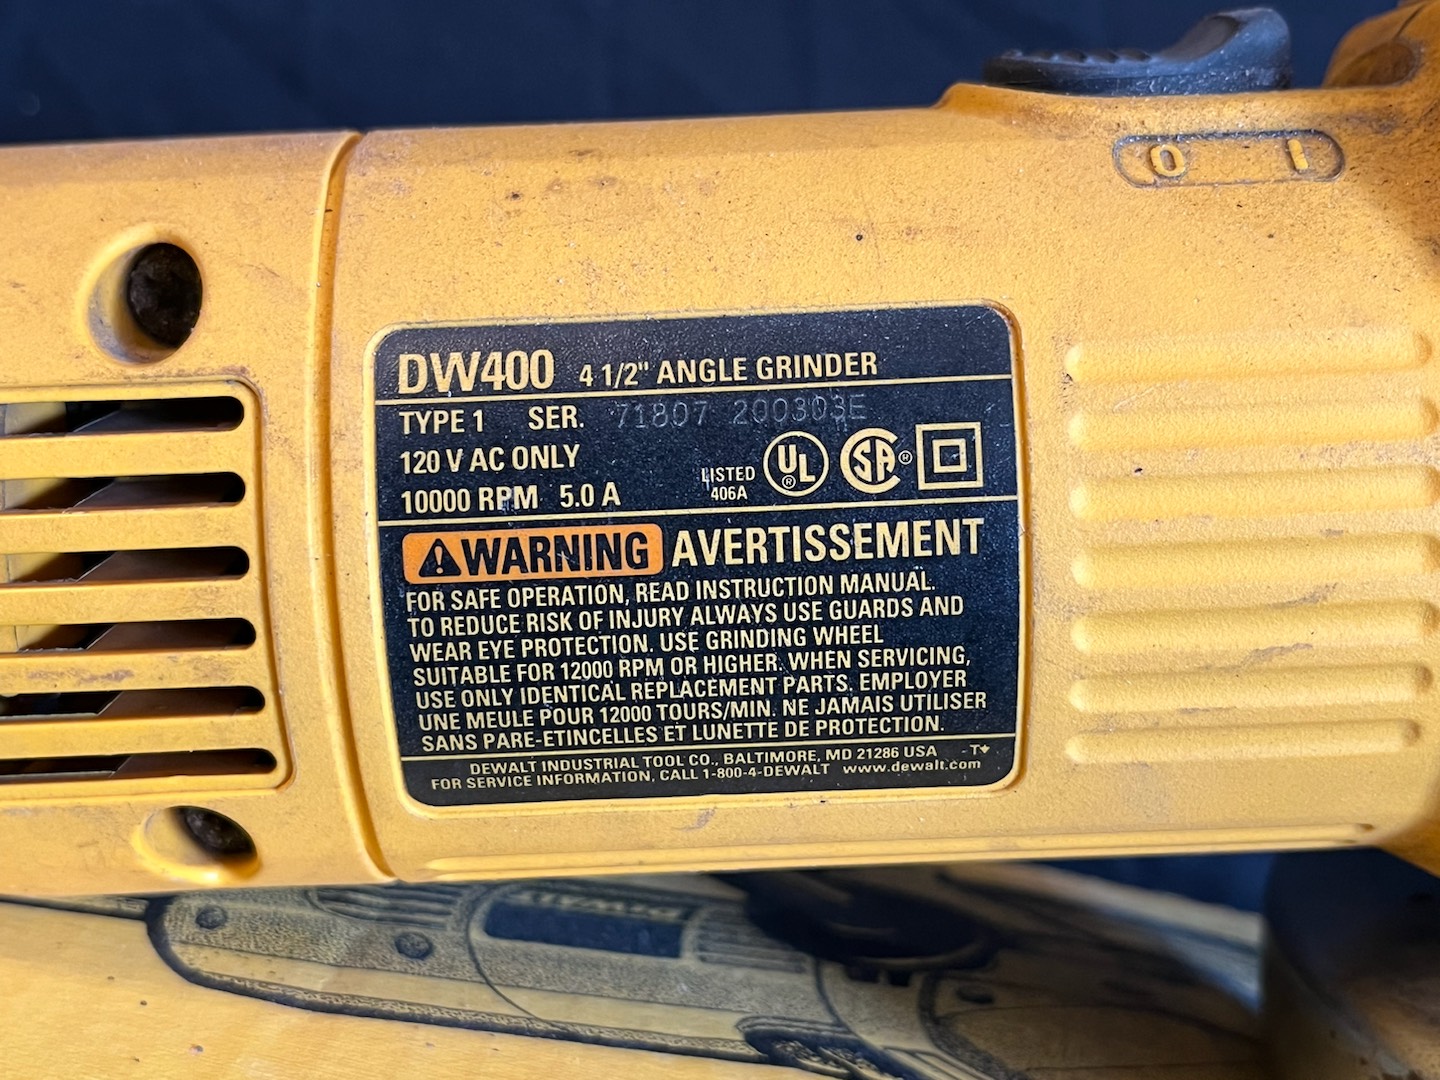 O I
DW400 4 1/2" ANGLE GRINDER
TYPE 1 SER. 71807 200303E
120 V AC ONLY
10000 RPM 5.0 A
LISTED
406A
UL ®
SA ®
WARNING AVERTISSEMENT
FOR SAFE OPERATION, READ INSTRUCTION MANUAL.
TO REDUCE RISK OF INJURY ALWAYS USE GUARDS AND
WEAR EYE PROTECTION. USE GRINDING WHEEL
SUITABLE FOR 12000 RPM OR HIGHER. WHEN SERVICING,
USE ONLY IDENTICAL REPLACEMENT PARTS. EMPLOYER
UNE MEULE POUR 12000 TOURS/MIN. NE JAMAIS UTILISER
SANS PARE-ETINCELLES ET LUNETTE DE PROTECTION.
DEWALT INDUSTRIAL TOOL CO., BALTIMORE, MD 21286 USA -T
FOR SERVICE INFORMATION, CALL 1-800-4-DEWALT www.dewalt.com
DEWALT